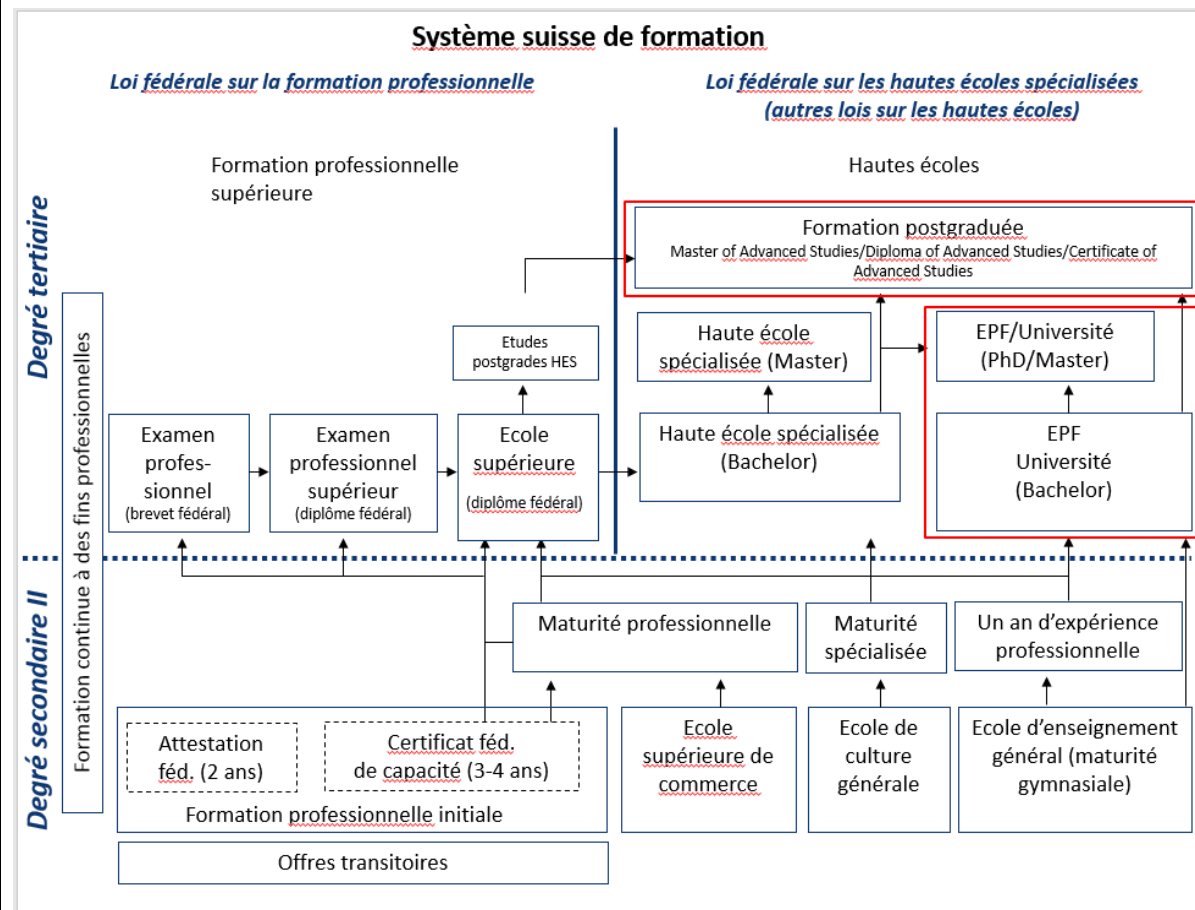 Système suisse de formation
Loi fédérale sur la formation professionnelle
Loi fédérale sur les hautes écoles spécialisées
(autres lois sur les hautes écoles)
Degré tertiaire
Formation professionnelle
supérieure
Hautes écoles
Formation postgraduée
Master of Advanced Studies/Diploma of Advanced Studies/Certificate of
Advanced Studies
Formation continue à des fins professionnelles
Etudes
postgrades HES
Haute école
spécialisée (Master)
EPF/Université
(PhD/Master)
Examen
profes-
sionnel
(brevet fédéral)
Examen
professionnel
supérieur
(diplôme fédéral)
Ecole
supérieure
(diplôme fédéral)
Haute école spécialisée
(Bachelor)
EPF
Université
(Bachelor)
Degré secondaire II
Maturité professionnelle
Maturité
spécialisée
Un an d’expérience
professionnelle
Attestation
féd. (2 ans)
Certificat féd.
de capacité (3-4 ans)
Formation professionnelle initiale
Ecole
supérieure de
commerce
Ecole de
culture
générale
Ecole d’enseignement
général (maturité
gymnasiale)
Offres transitoires